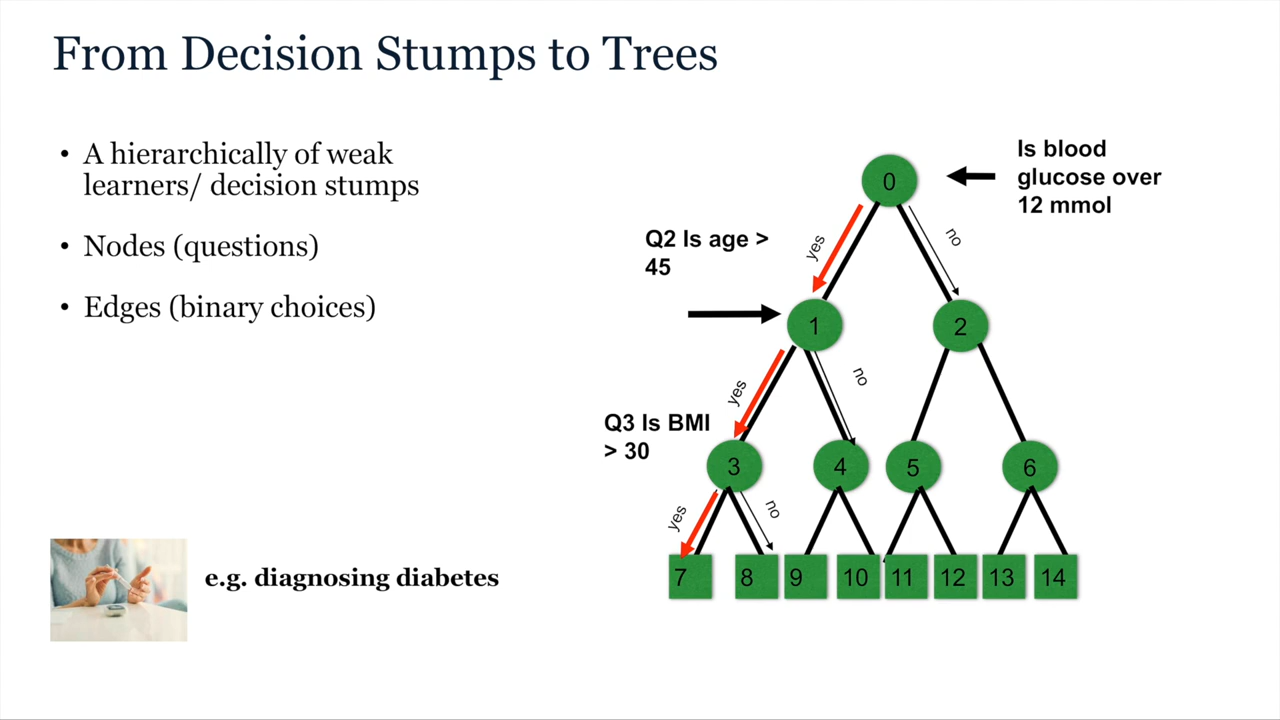 From Decision Stumps to Trees
• A hierarchically of weak
learners/ decision stumps
• Nodes (questions)
• Edges (binary choices)
e.g. diagnosing diabetes
Is blood
glucose over
12 mmol
0
yes
no
Q2 Is age >
45
1
2
yes
no
Q3 Is BMI
> 30
3
4
5
6
yes
no
7
8
9
10
11
12
13
14